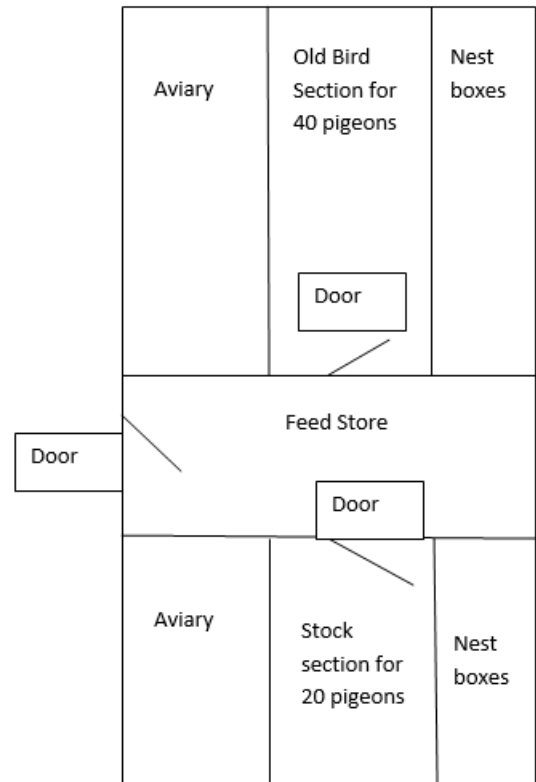 Aviary
Old Bird
Section for
40 pigeons
Nest
boxes
Door
Feed Store
Door
Door
Aviary
Stock
section for
20 pigeons
Nest
boxes